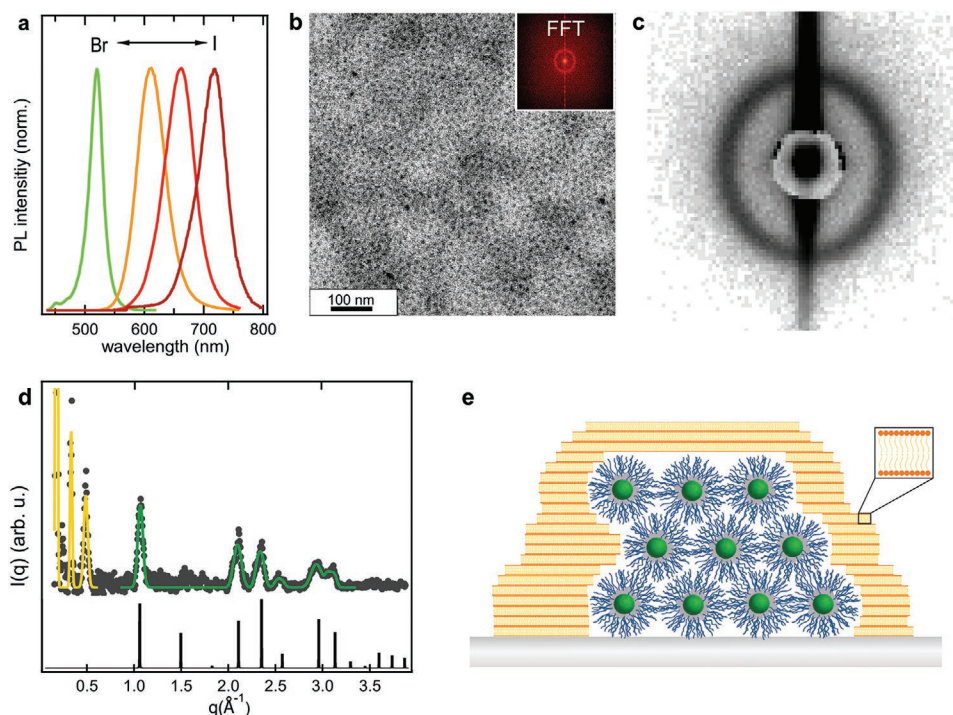 a
Br
I
PL intensitiy (norm.)
500
600
700
800
wavelength (nm)
b
FFT
100 nm
c
d
I(q) (arb. u.)
0.5
1.0
1.5
2.0
2.5
3.0
3.5
q(Å⁻¹)
e